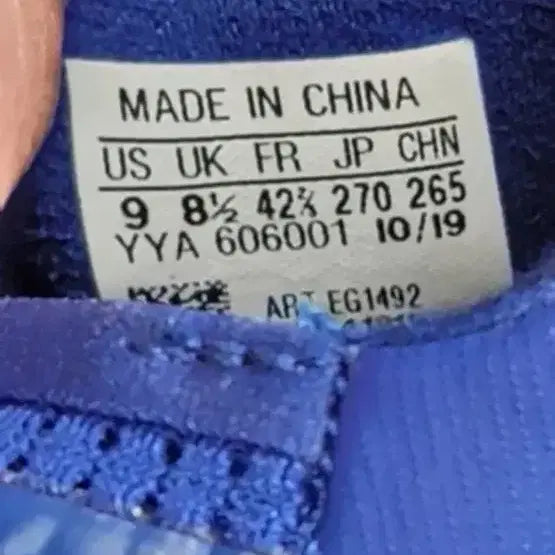 MADE IN CHINA
US UK FR JP CHN
9 8½ 42⅔ 270 265
YYA 606001 10/19
ART EG1492